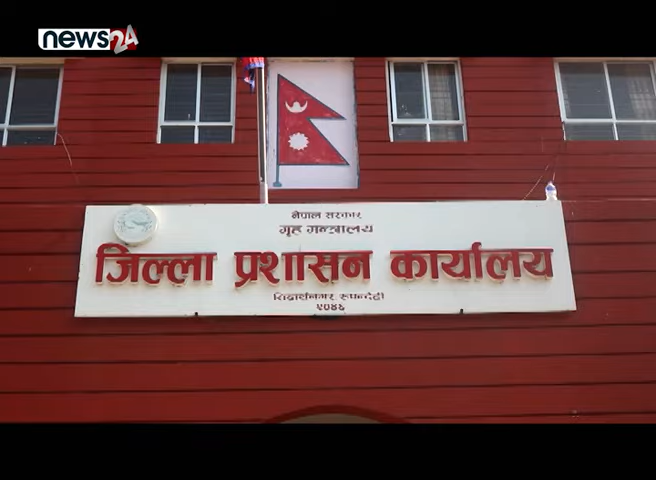 news24
नेपाल सरकार
गृह मन्त्रालय
जिल्ला प्रशासन कार्यालय
सिद्धार्थनगर रूपन्देही
२०४६